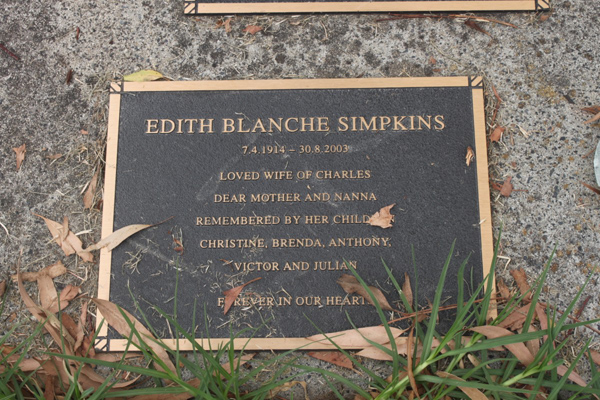 EDITH BLANCHE SIMPKINS
7.4.1914 – 30.8.2003
LOVED WIFE OF CHARLES
DEAR MOTHER AND NANNA
REMEMBERED BY HER CHILDREN
CHRISTINE, BRENDA, ANTHONY,
VICTOR AND JULIAN
FOREVER IN OUR HEARTS